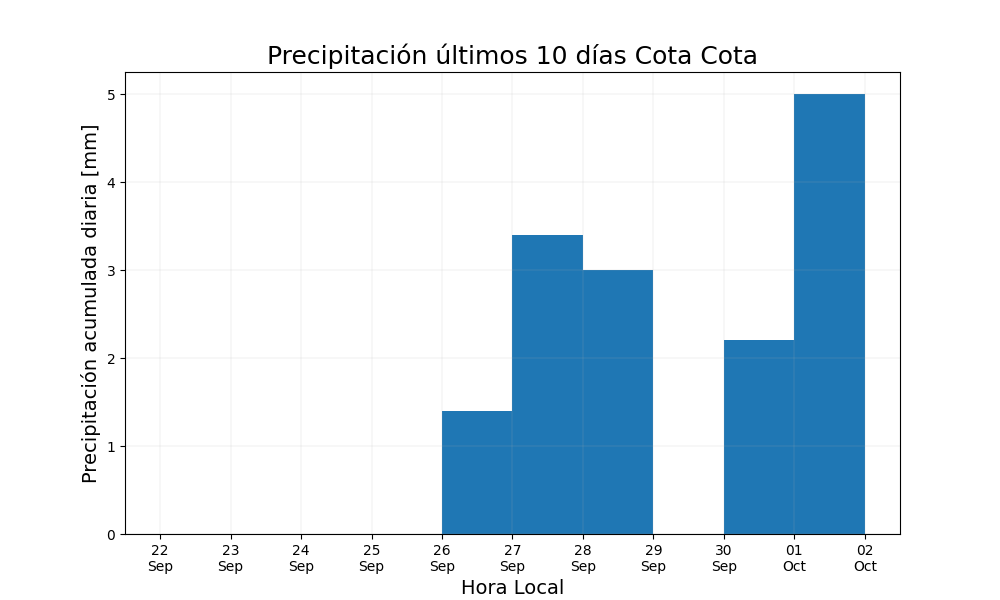 Precipitación últimos 10 días Cota Cota
Precipitación acumulada diaria [mm]
5
4
3
2
1
0
22 23 24 25 26 27 28 29 30 01 02
Sep Sep Sep Sep Sep Sep Sep Sep Sep Oct Oct
Hora Local